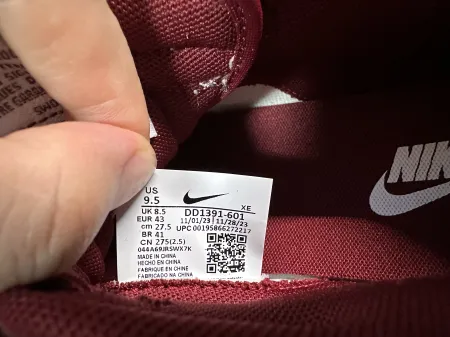 US
9.5
XE
UK 8.5
DD1391-601
EUR 43
11/01/23 11/28/23
cm 27.5
UPC 00195866272217
BR 41
CN 275(2.5)
044A69JRSWX7K
MADE IN CHINA
HECHO EN CHINA
FABRIQUE EN CHINE
FABRICADO NA CHINA
NIKE